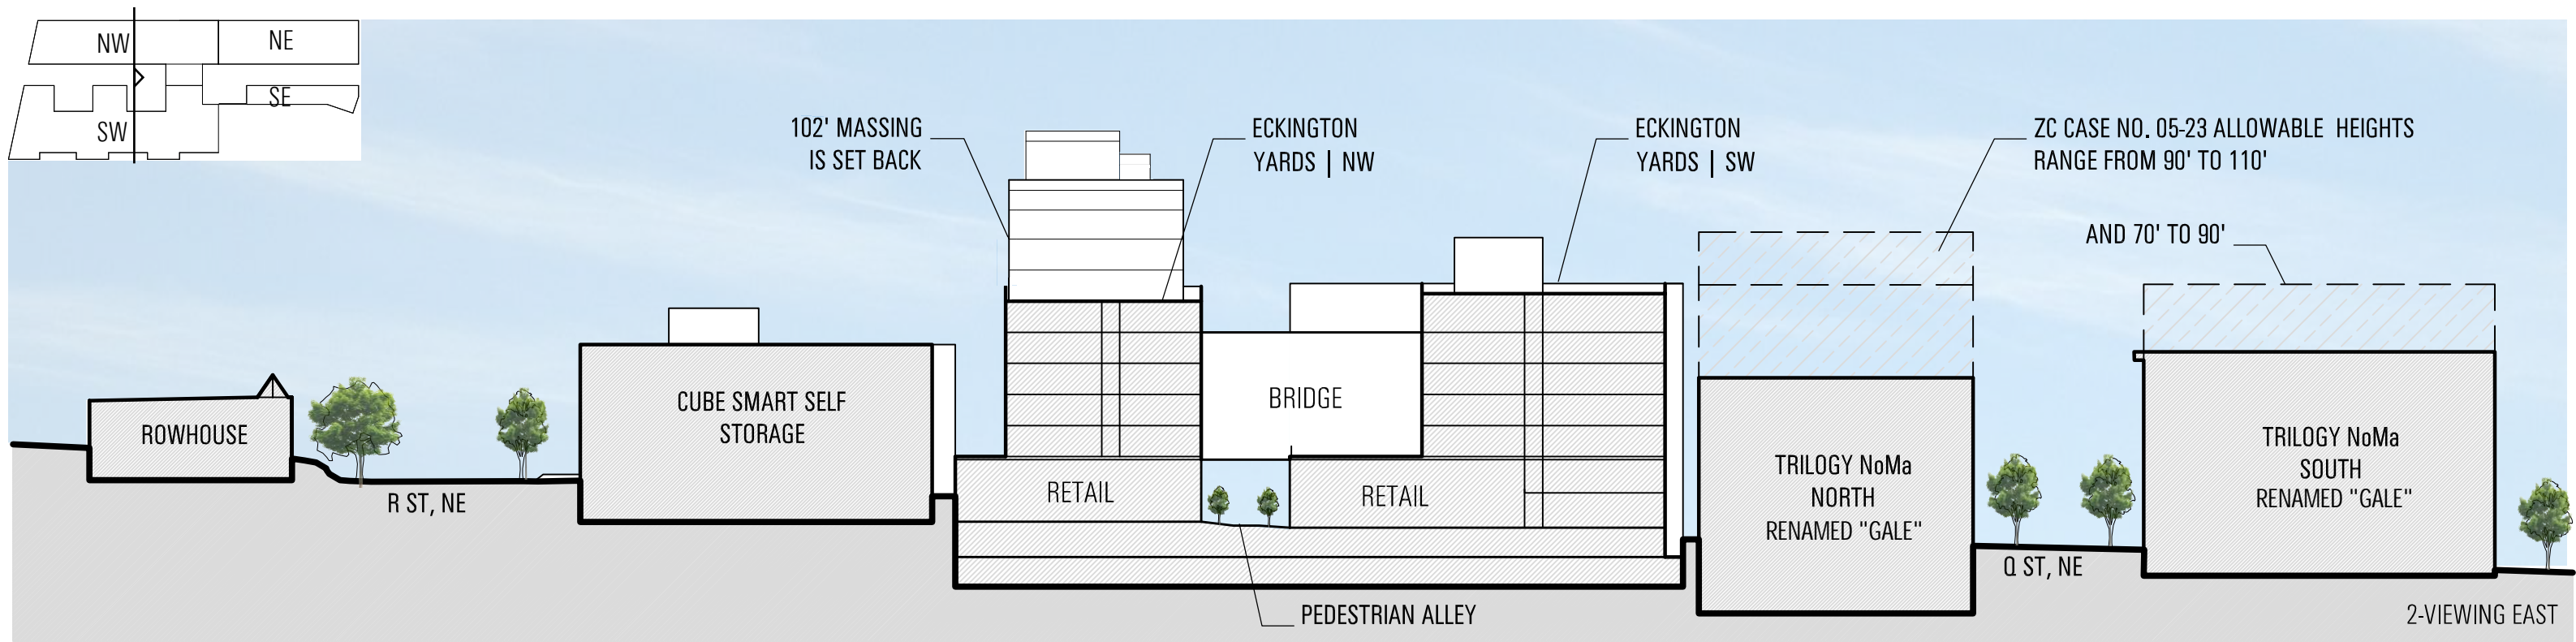 NW
NE
SE
SW
102' MASSING
IS SET BACK
ECKINGTON
YARDS | NW
ECKINGTON
YARDS | SW
ZC CASE NO. 05-23 ALLOWABLE HEIGHTS
RANGE FROM 90' TO 110'
AND 70' TO 90'
ROWHOUSE
R ST, NE
CUBE SMART SELF
STORAGE
RETAIL
BRIDGE
RETAIL
PEDESTRIAN ALLEY
TRILOGY NoMa
NORTH
RENAMED "GALE"
Q ST, NE
TRILOGY NoMa
SOUTH
RENAMED "GALE"
2-VIEWING EAST